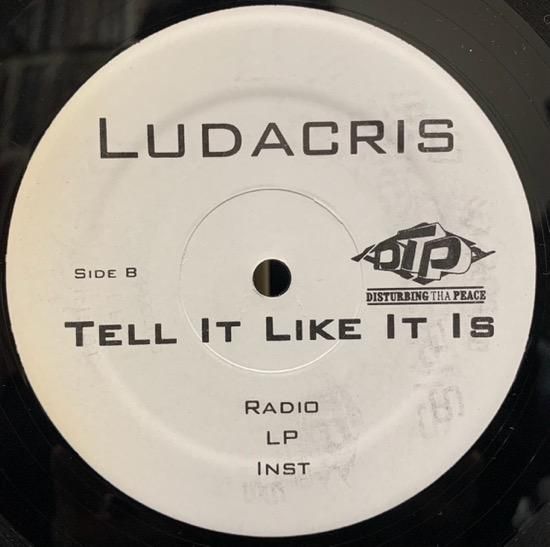 LUDACRIS
SIDE B
DTP
DISTURBING THA PEACE
TELL IT LIKE IT IS
RADIO
LP
INST